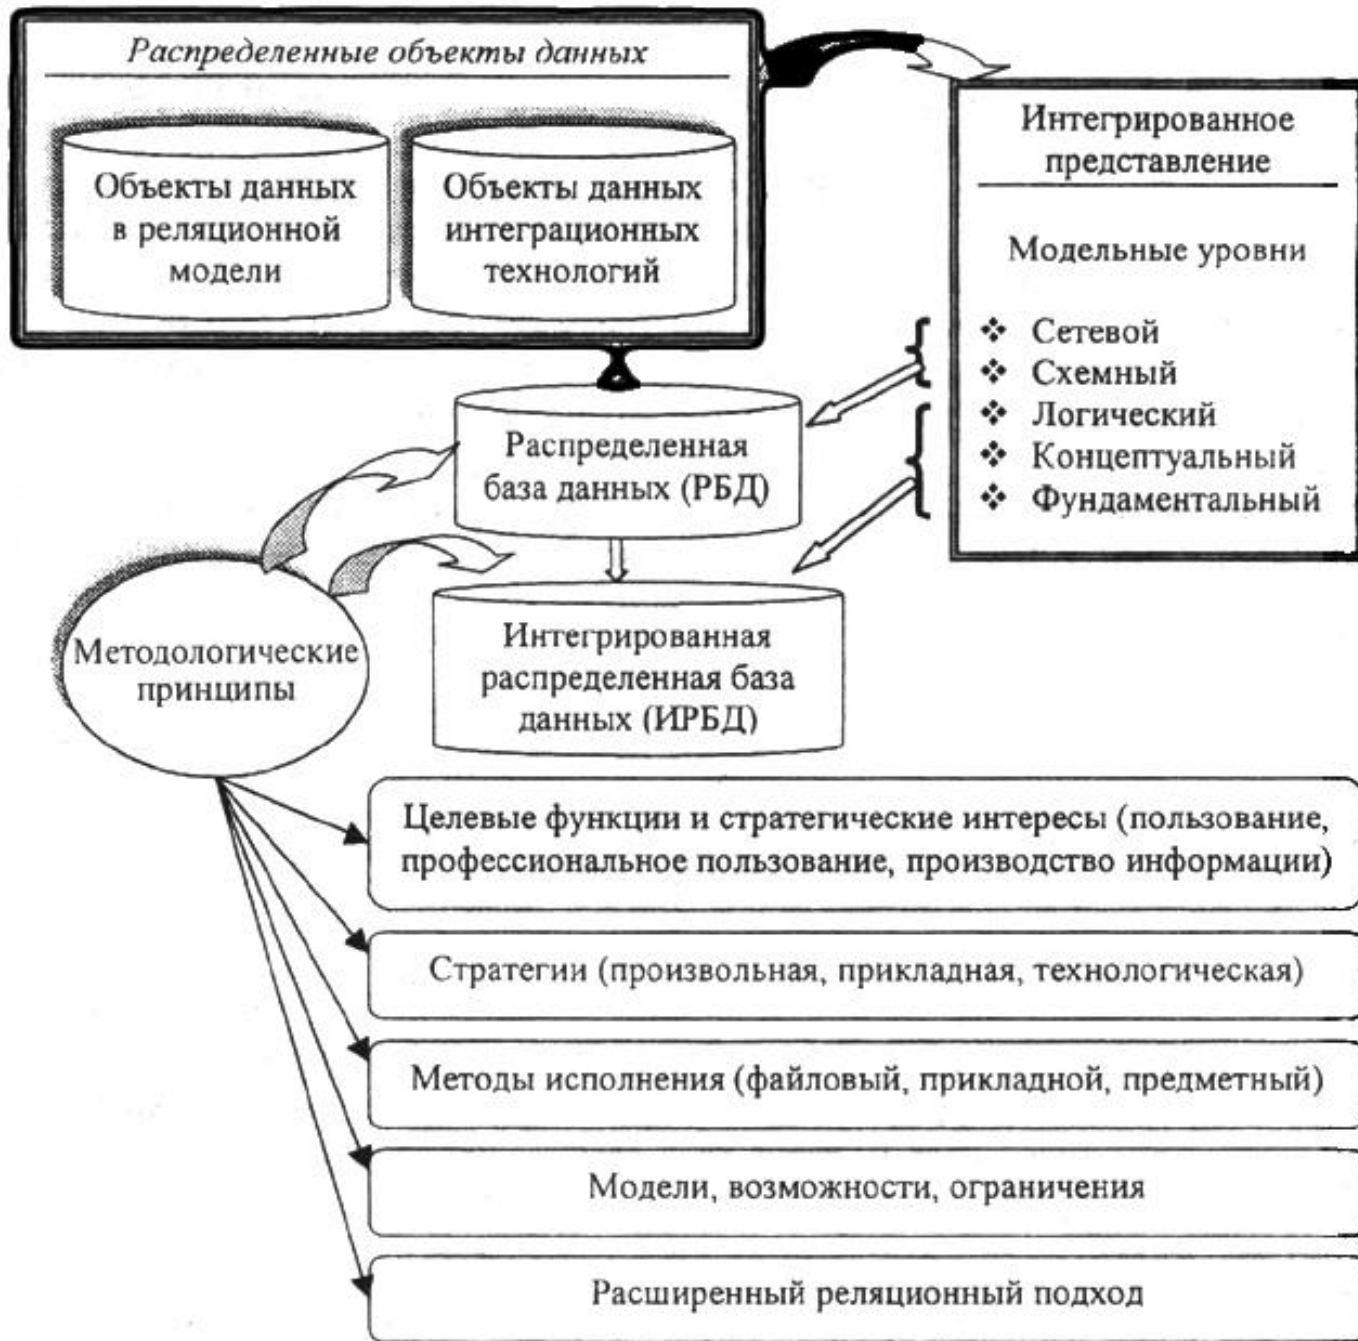 Распределенные объекты данных
Объекты данных
в реляционной
модели
Объекты данных
интеграционных
технологий
Интегрированное
представление
Модельные уровни
❖ Сетевой
❖ Схемный
❖ Логический
❖ Концептуальный
❖ Фундаментальный
Распределенная
база данных (РБД)
Интегрированная
распределенная база
данных (ИРБД)
Методологические
принципы
Целевые функции и стратегические интересы (пользование,
профессиональное пользование, производство информации)
Стратегии (произвольная, прикладная, технологическая)
Методы исполнения (файловый, прикладной, предметный)
Модели, возможности, ограничения
Расширенный реляционный подход